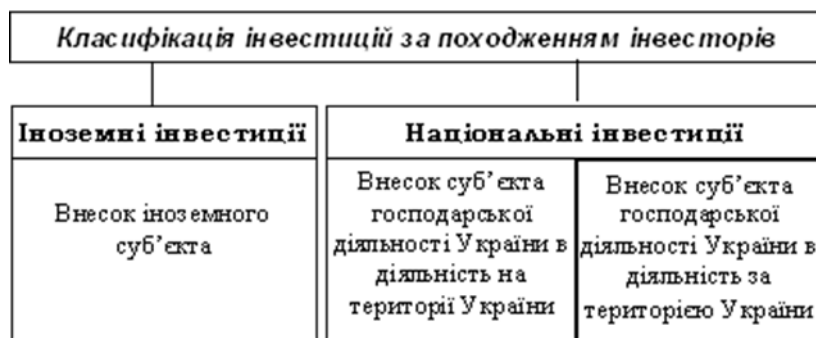 Класифікація інвестицій за походженням інвесторів
Іноземні інвестиції
Національні інвестиції
Внесок іноземного
суб’єкта
Внесок суб’єкта
господарської
діяльності України в
діяльність на
території України
Внесок суб’єкта
господарської
діяльності України в
діяльність за
територією України